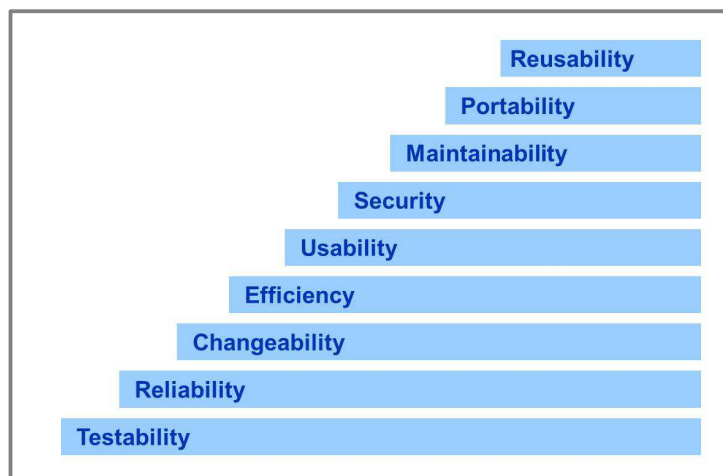 Reusability
Portability
Maintainability
Security
Usability
Efficiency
Changeability
Reliability
Testability